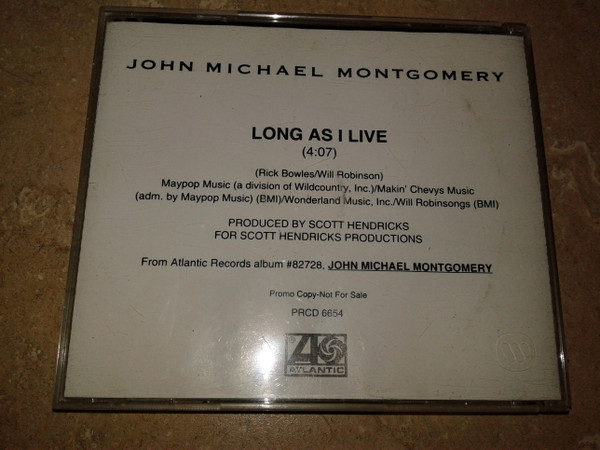 JOHN MICHAEL MONTGOMERY
LONG AS I LIVE
(4:07)
(Rick Bowles/Will Robinson)
Maypop Music (a division of Wildcountry, Inc.)/Makin' Chevys Music
(adm. by Maypop Music) (BMI)/Wonderland Music, Inc./Will Robinsongs (BMI)
PRODUCED BY SCOTT HENDRICKS
FOR SCOTT HENDRICKS PRODUCTIONS
From Atlantic Records album #82728, JOHN MICHAEL MONTGOMERY
Promo Copy-Not For Sale
PRCD 6654
ATLANTIC